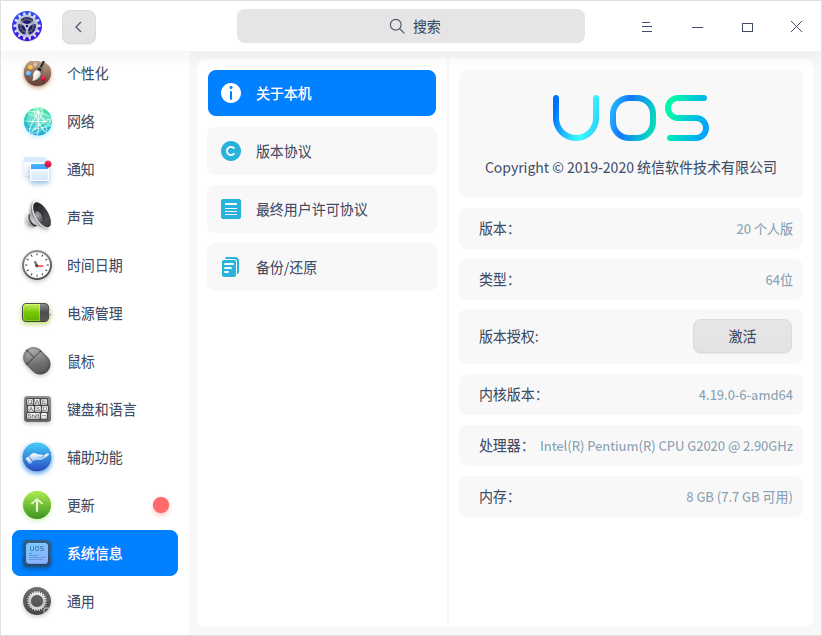 搜索
个性化
网络
通知
声音
时间日期
电源管理
鼠标
键盘和语言
辅助功能
更新
UOS
系统信息
通用
关于本机
版本协议
最终用户许可协议
备份/还原
UOS
Copyright © 2019-2020 统信软件技术有限公司
版本: 20 个人版
类型: 64位
版本授权: 激活
内核版本: 4.19.0-6-amd64
处理器: Intel(R) Pentium(R) CPU G2020 @ 2.90GHz
内存: 8 GB (7.7 GB 可用)